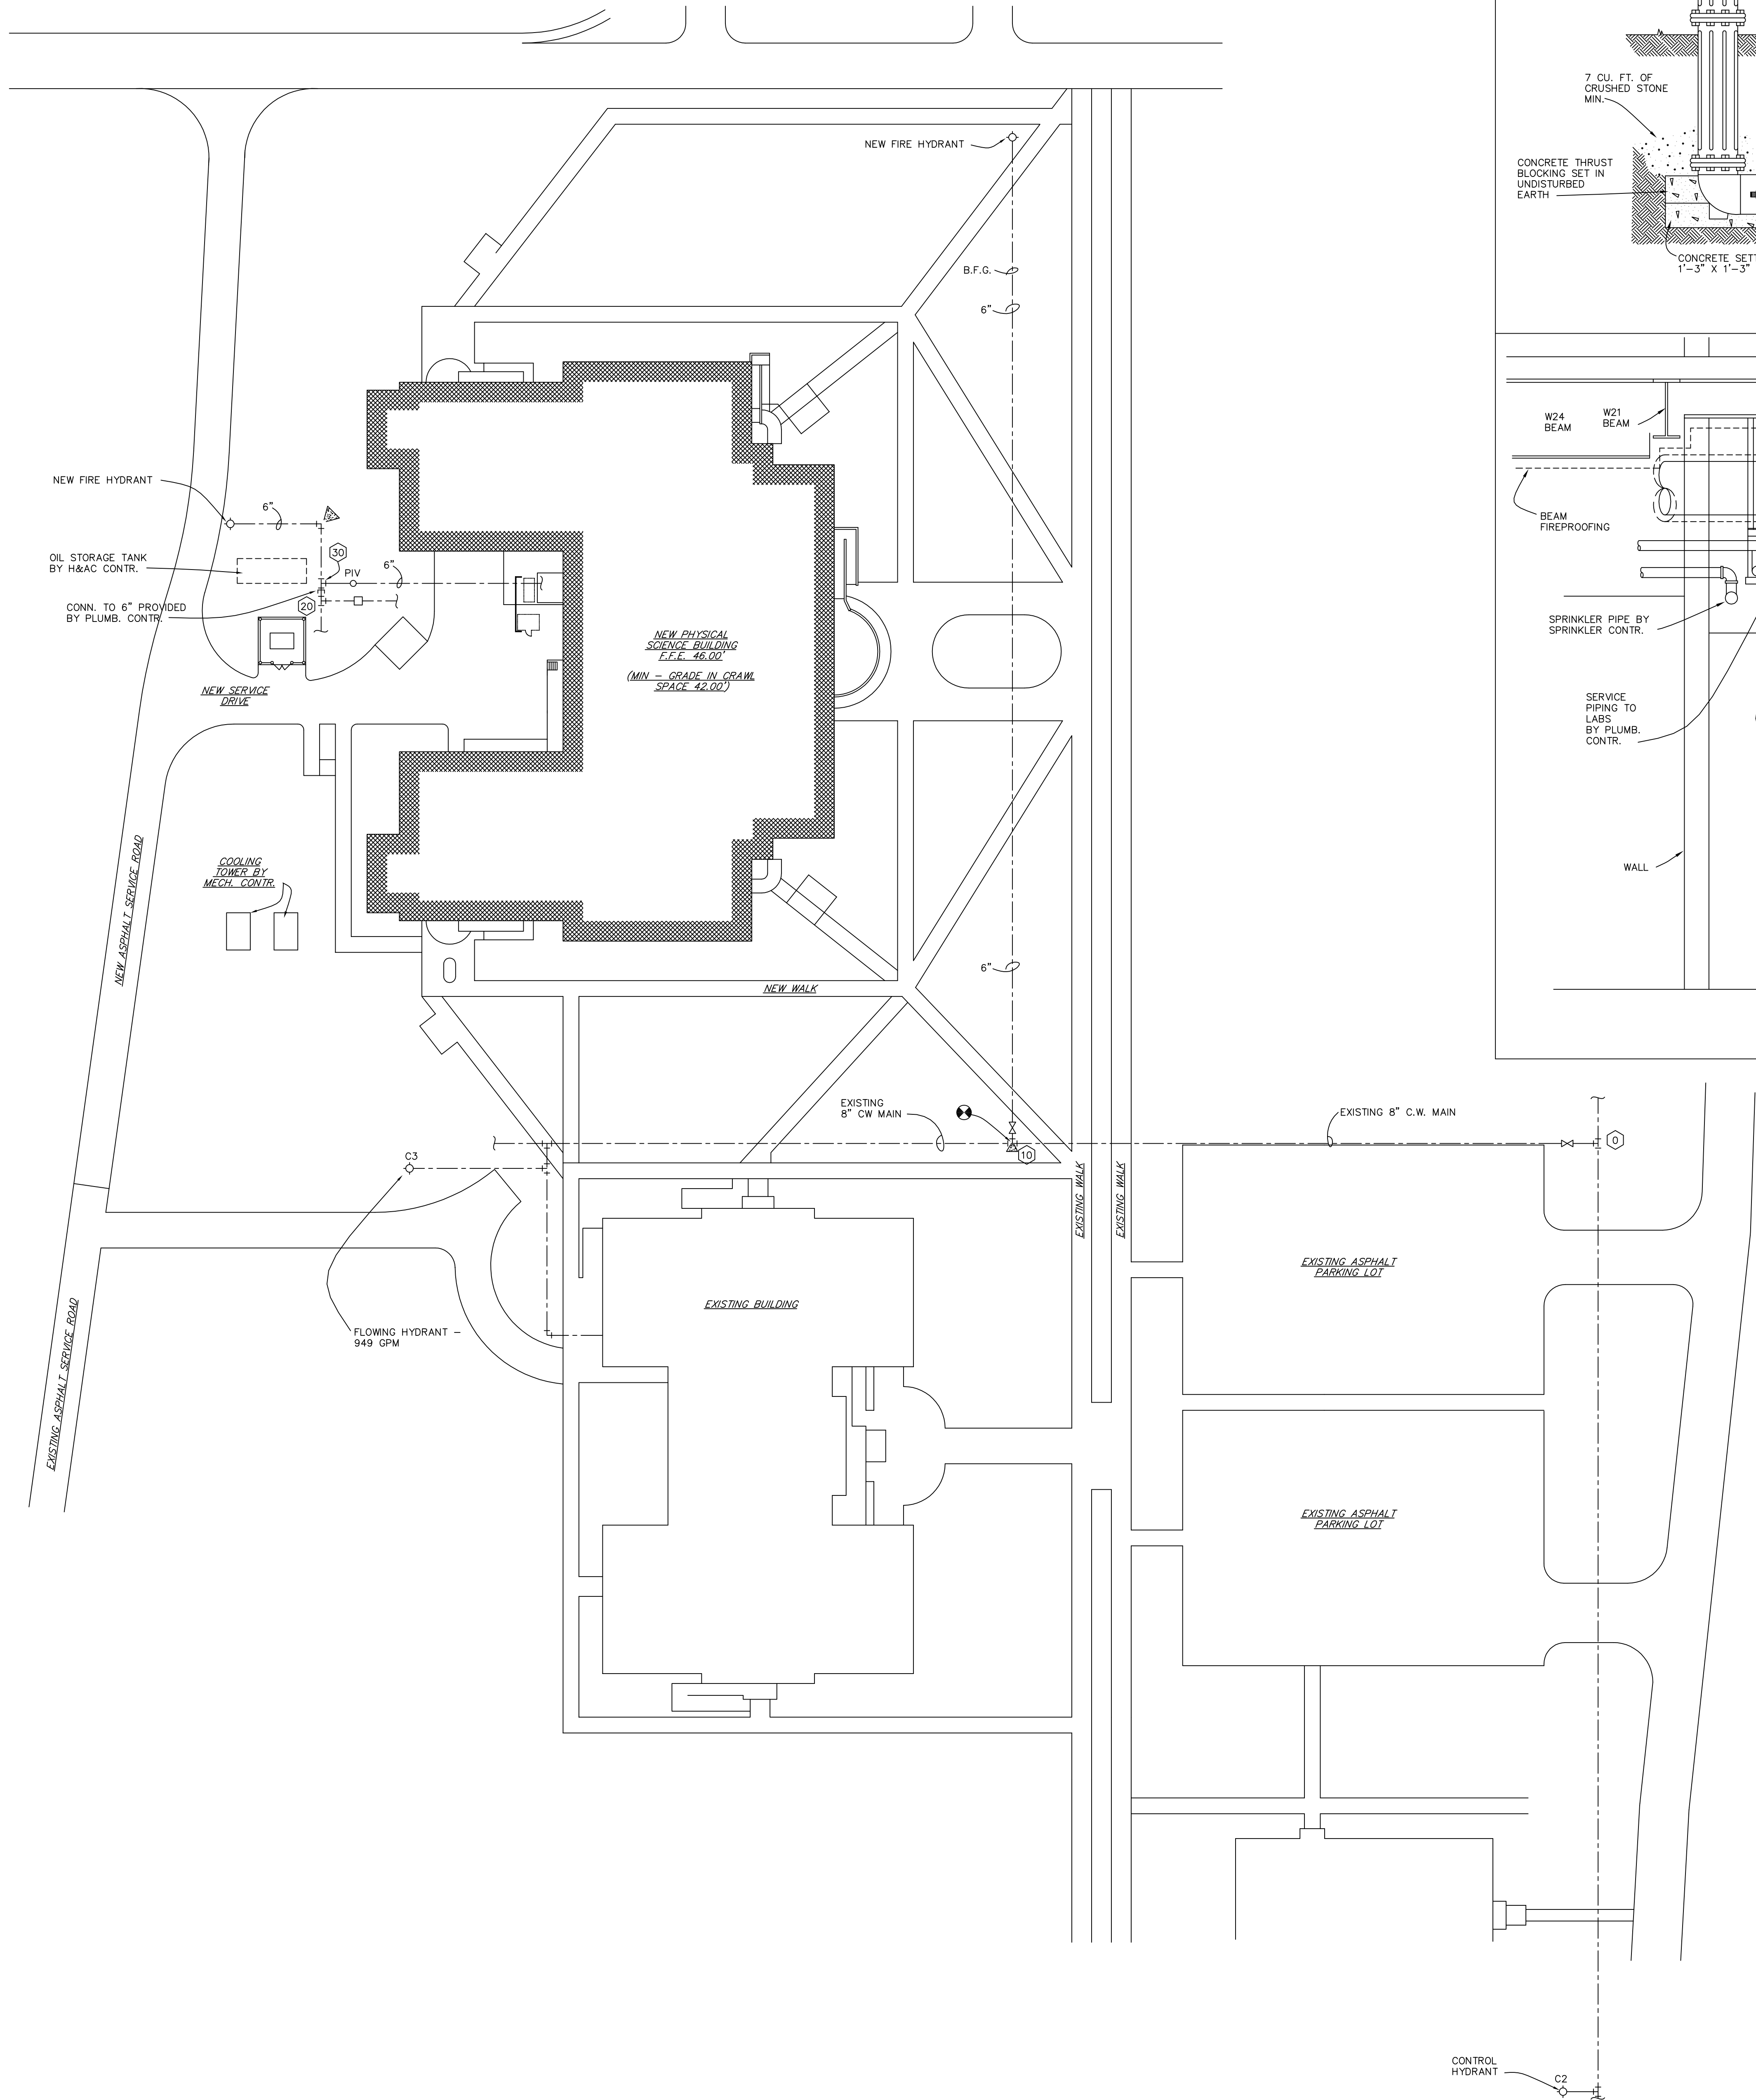 7 CU. FT. OF
CRUSHED STONE
MIN.
CONCRETE THRUST
BLOCKING SET IN
UNDISTURBED
EARTH
1'-3" X 1'-3"
NEW FIRE HYDRANT
B.F.G.
6"
W24
BEAM
W21
BEAM
BEAM
FIREPROOFING
SPRINKLER PIPE BY
SPRINKLER CONTR.
SERVICE
PIPING TO
LABS
BY PLUMB.
CONTR.
WALL
NEW FIRE HYDRANT
6"
OIL STORAGE TANK
BY H&AC CONTR.
30
PIV
6"
CONN. TO 6" PROVIDED
BY PLUMB. CONTR.
20
NEW SERVICE
DRIVE
NEW PHYSICAL
SCIENCE BUILDING
F.F.E. 46.00'
(MIN - GRADE IN CRAWL
SPACE 42.00')
COOLING
TOWER BY
MECH. CONTR.
NEW ASPHALT SERVICE ROAD
6"
NEW WALK
EXISTING
8" CW MAIN
EXISTING 8" C.W. MAIN
10
0
C3
EXISTING WALK
EXISTING WALK
EXISTING ASPHALT
PARKING LOT
EXISTING BUILDING
FLOWING HYDRANT -
949 GPM
EXISTING ASPHALT SERVICE ROAD
EXISTING ASPHALT
PARKING LOT
CONTROL
HYDRANT
C2